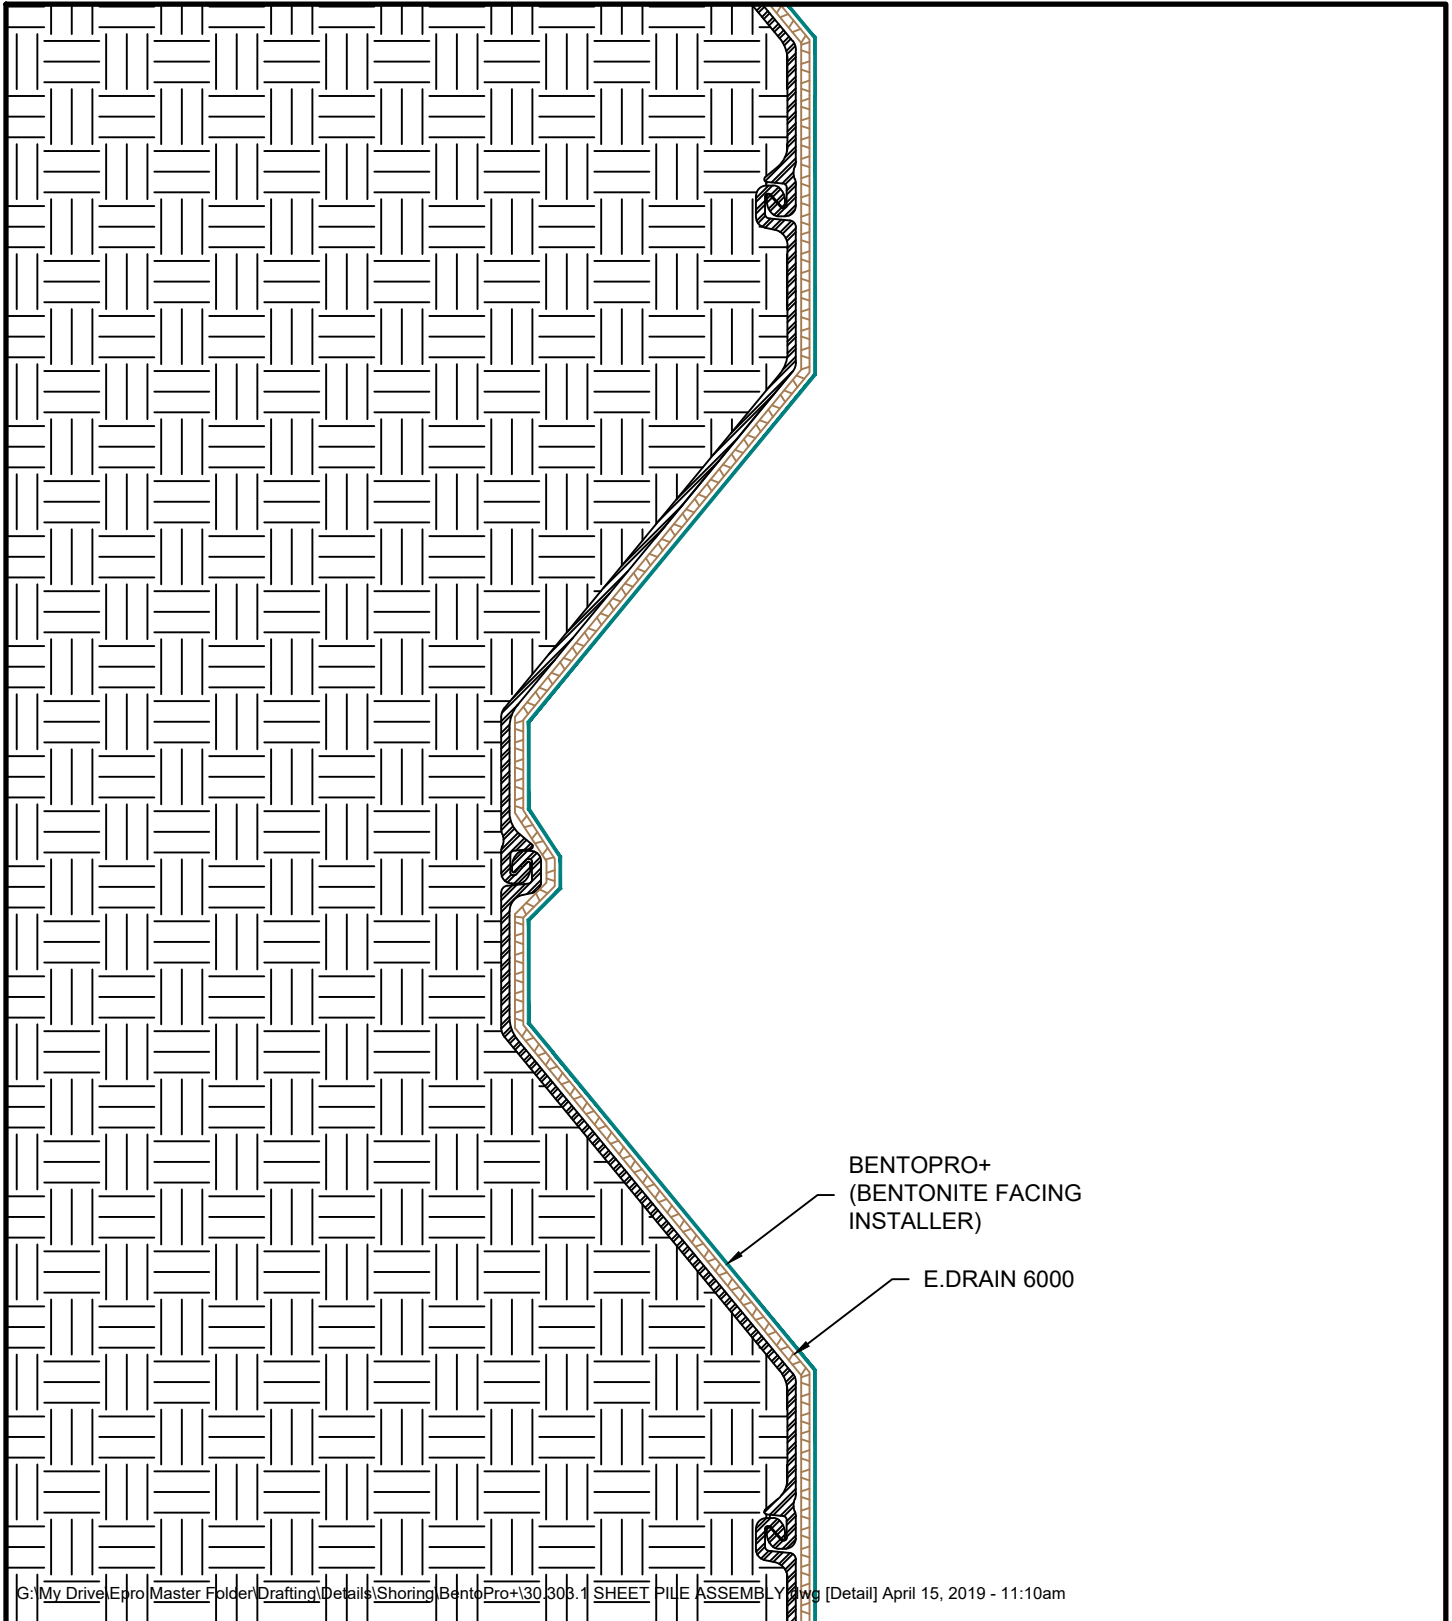 BENTOPRO+
(BENTONITE FACING
INSTALLER)
E.DRAIN 6000
G:\My Drive\Epro Master Folder\Drafting\Details\Shoring\BentoPro+\30.303.1 SHEET PILE ASSEMBLY.dwg [Detail] April 15, 2019 - 11:10am